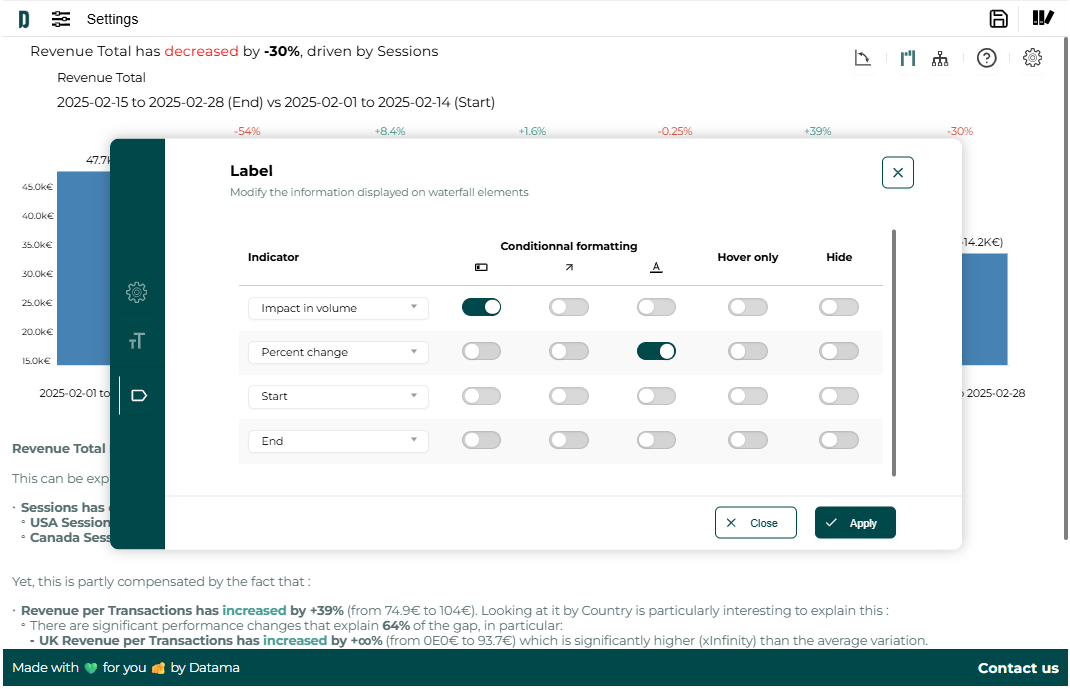 Settings
Revenue Total has decreased by -30%, driven by Sessions
Revenue Total
2025-02-15 to 2025-02-28 (End) vs 2025-02-01 to 2025-02-14 (Start)
-54% +8.4% +1.6% -0.25% +39% -30%
47.7k
45.0k€
40.0k€
35.0k€
30.0k€
25.0k€
20.0k€
15.0k€
-14.2K€)
2025-02-01 to
2025-02-28
Label
Modify the information displayed on waterfall elements
Indicator Conditionnal formatting Hover only Hide
Impact in volume
Percent change
Start
End
Close Apply
Revenue Total
This can be exp
· Sessions has
◦ USA Session
◦ Canada Sess
Yet, this is partly compensated by the fact that :
· Revenue per Transactions has increased by +39% (from 74.9€ to 104€). Looking at it by Country is particularly interesting to explain this :
◦ There are significant performance changes that explain 64% of the gap, in particular:
- UK Revenue per Transactions has increased by +∞% (from 0E0€ to 93.7€) which is significantly higher (xInfinity) than the average variation.
Made with 💚 for you 🧀 by Datama
Contact us